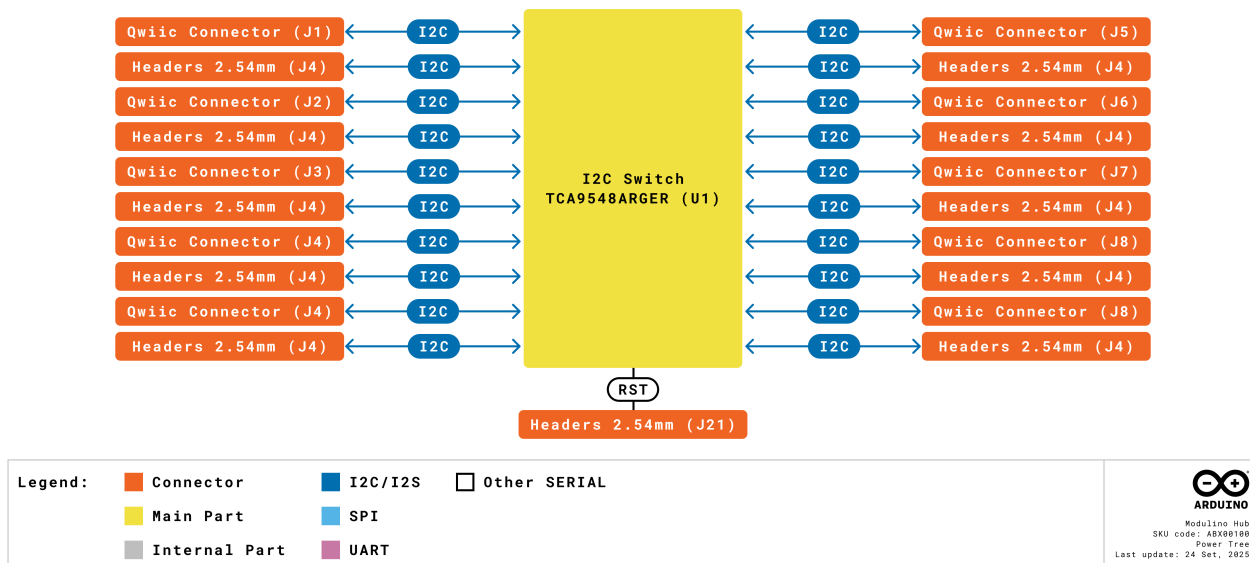 Qwiic Connector (J1) I2C I2C Qwiic Connector (J5)
Headers 2.54mm (J4) I2C I2C Headers 2.54mm (J4)
Qwiic Connector (J2) I2C I2C Qwiic Connector (J6)
Headers 2.54mm (J4) I2C I2C Headers 2.54mm (J4)
Qwiic Connector (J3) I2C I2C Qwiic Connector (J7)
I2C Switch
TCA9548ARGER (U1)
Headers 2.54mm (J4) I2C I2C Headers 2.54mm (J4)
Qwiic Connector (J4) I2C I2C Qwiic Connector (J8)
Headers 2.54mm (J4) I2C I2C Headers 2.54mm (J4)
Qwiic Connector (J4) I2C I2C Qwiic Connector (J8)
Headers 2.54mm (J4) I2C I2C Headers 2.54mm (J4)
RST
Headers 2.54mm (J21)
Legend: Connector I2C/I2S Other SERIAL
Main Part SPI
Internal Part UART
ARDUINO
Modulino Hub
SKU code: ABX00100
Power Tree
Last update: 24 Set, 2025